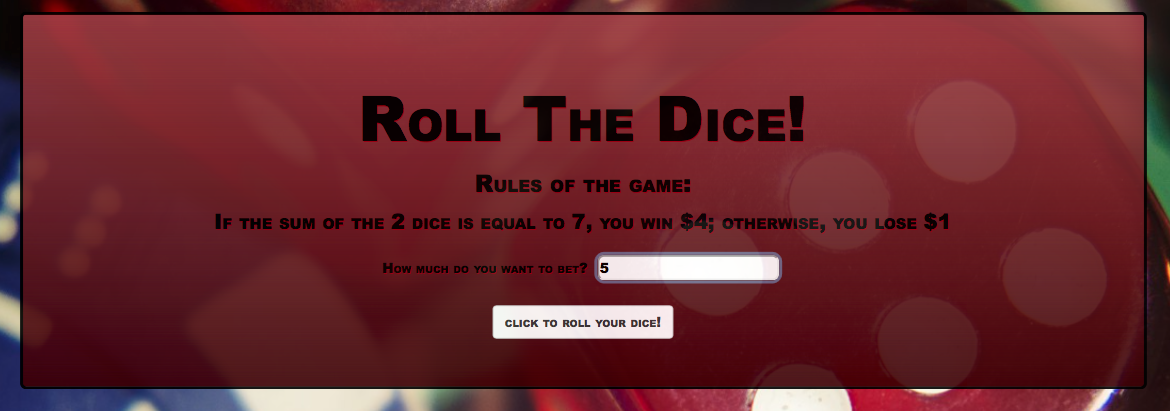 Roll The Dice!
Rules of the game:
If the sum of the 2 dice is equal to 7, you win $4; otherwise, you lose $1
How much do you want to bet? 5
click to roll your dice!